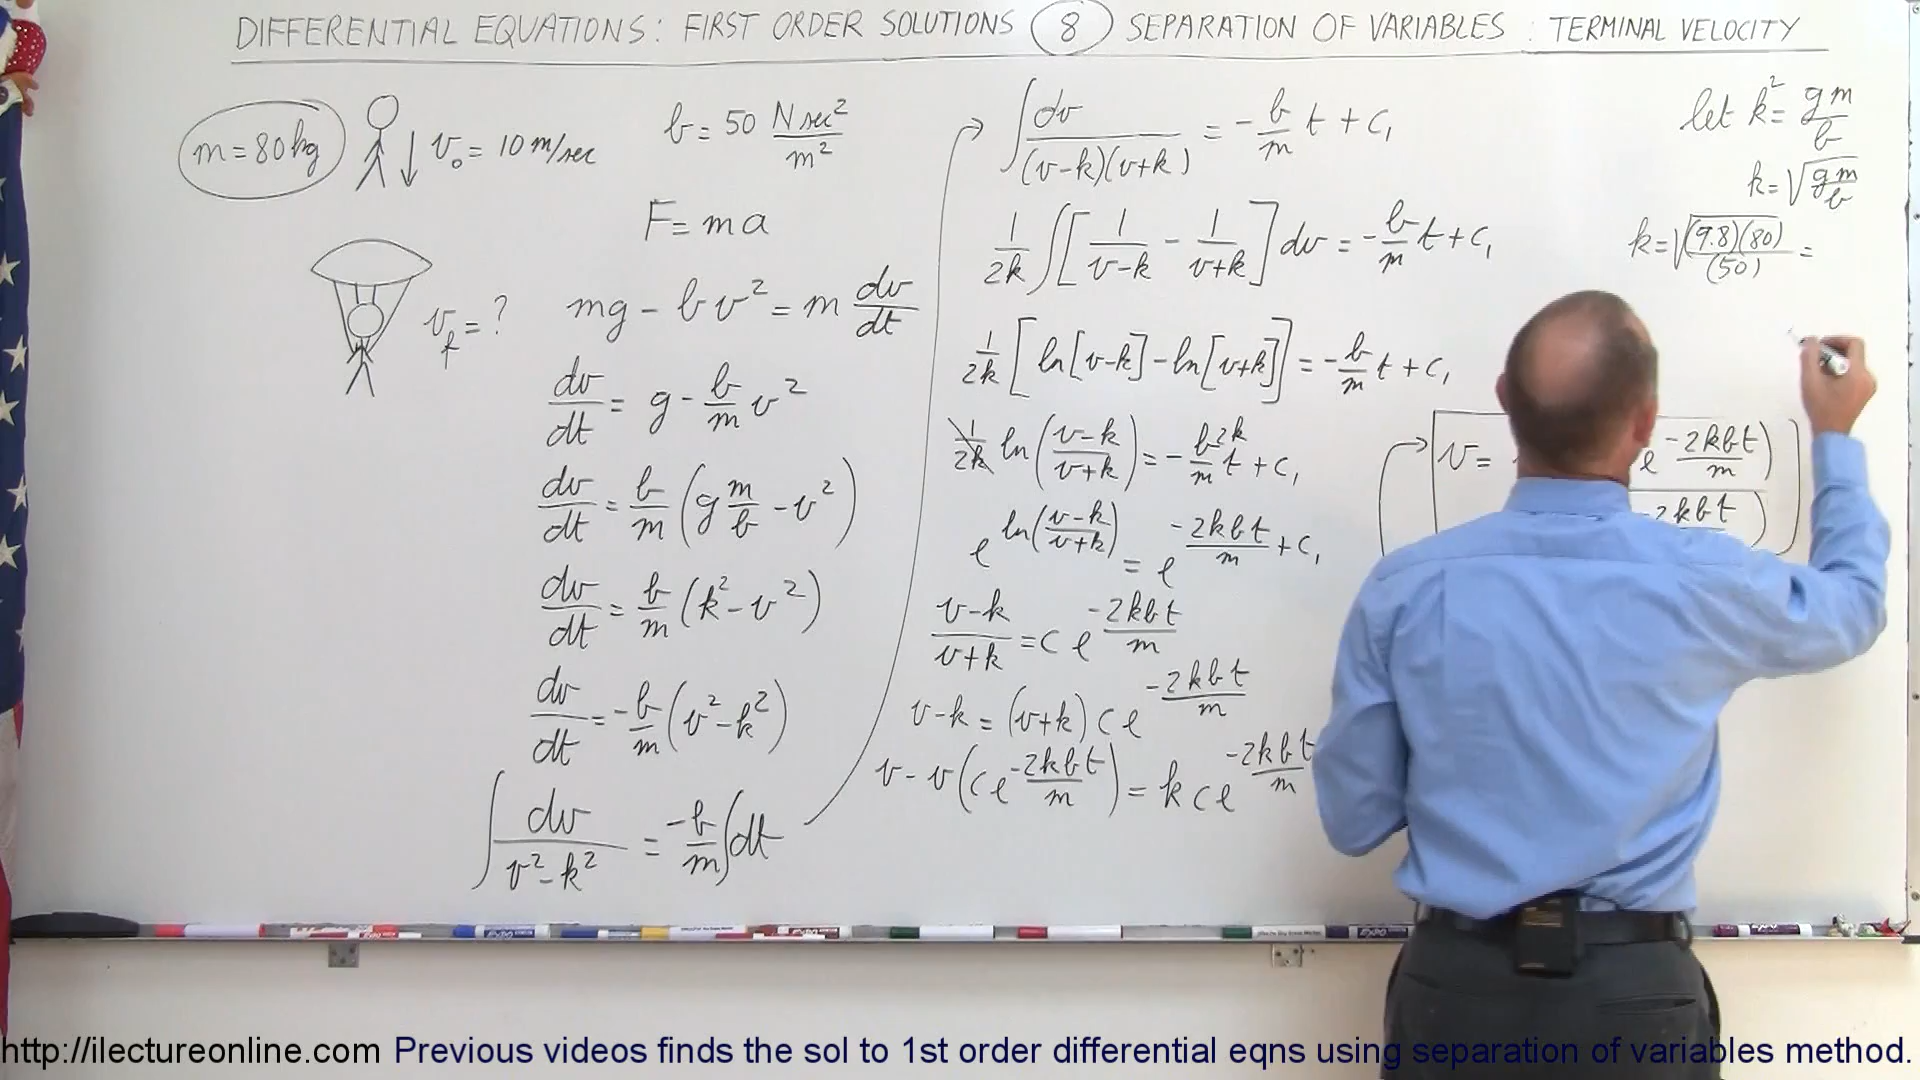 DIFFERENTIAL EQUATIONS: FIRST ORDER SOLUTIONS 8 SEPARATION OF VARIABLES : TERMINAL VELOCITY
m = 80 kg
v₀ = 10 m/sec
b = 50 N sec²/m²
F = ma
v_f = ?
mg - bv² = m dv/dt
dv/dt = g - b/m v²
dv/dt = b/m (g m/b - v²)
dv/dt = b/m (k² - v²)
dv/dt = -b/m (v² - k²)
∫ dv/(v² - k²) = -b/m ∫ dt
∫ dv/((v-k)(v+k)) = -b/m t + C₁
1/2k ∫ [1/(v-k) - 1/(v+k)] dv = -b/m t + C₁
1/2k [ln[v-k] - ln[v+k]] = -b/m t + C₁
1/2k ln((v-k)/(v+k)) = -b2k/m t + C₁
e^(ln((v-k)/(v+k))) = e^(-2kbt/m + C₁)
(v-k)/(v+k) = C e^(-2kbt/m)
v-k = (v+k) C e^(-2kbt/m)
v - v(C e^(-2kbt/m)) = k C e^(-2kbt/m)
let k² = gm/b
k = √(gm/b)
k = √((9.8)(80)/(50)) =
v = e^(-2kbt/m))
-2kbt )
http://ilectureonline.com Previous videos finds the sol to 1st order differential eqns using separation of variables method.